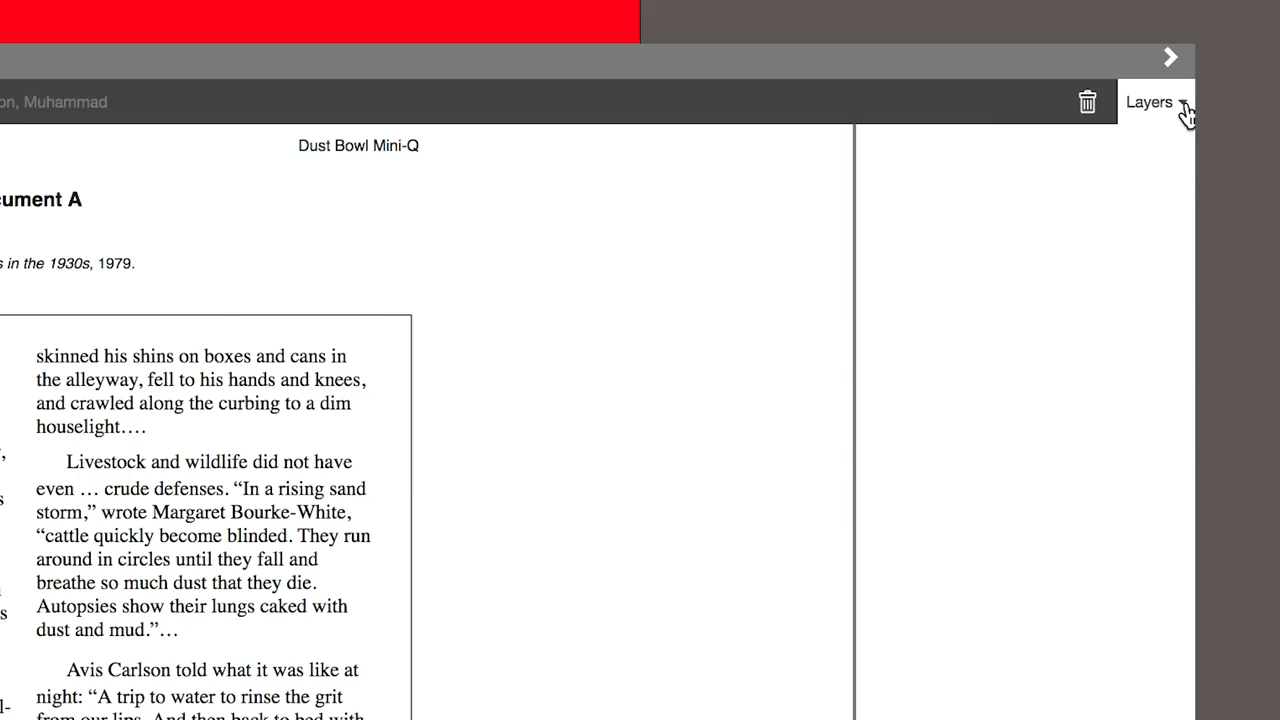 on, Muhammad
Layers
Dust Bowl Mini-Q
cument A
s in the 1930s, 1979.
skinned his shins on boxes and cans in
the alleyway, fell to his hands and knees,
and crawled along the curbing to a dim
houselight….
Livestock and wildlife did not have
even … crude defenses. “In a rising sand
storm,” wrote Margaret Bourke-White,
“cattle quickly become blinded. They run
around in circles until they fall and
breathe so much dust that they die.
Autopsies show their lungs caked with
dust and mud.”…
Avis Carlson told what it was like at
night: “A trip to water to rinse the grit
from our lips. And then back to bed with